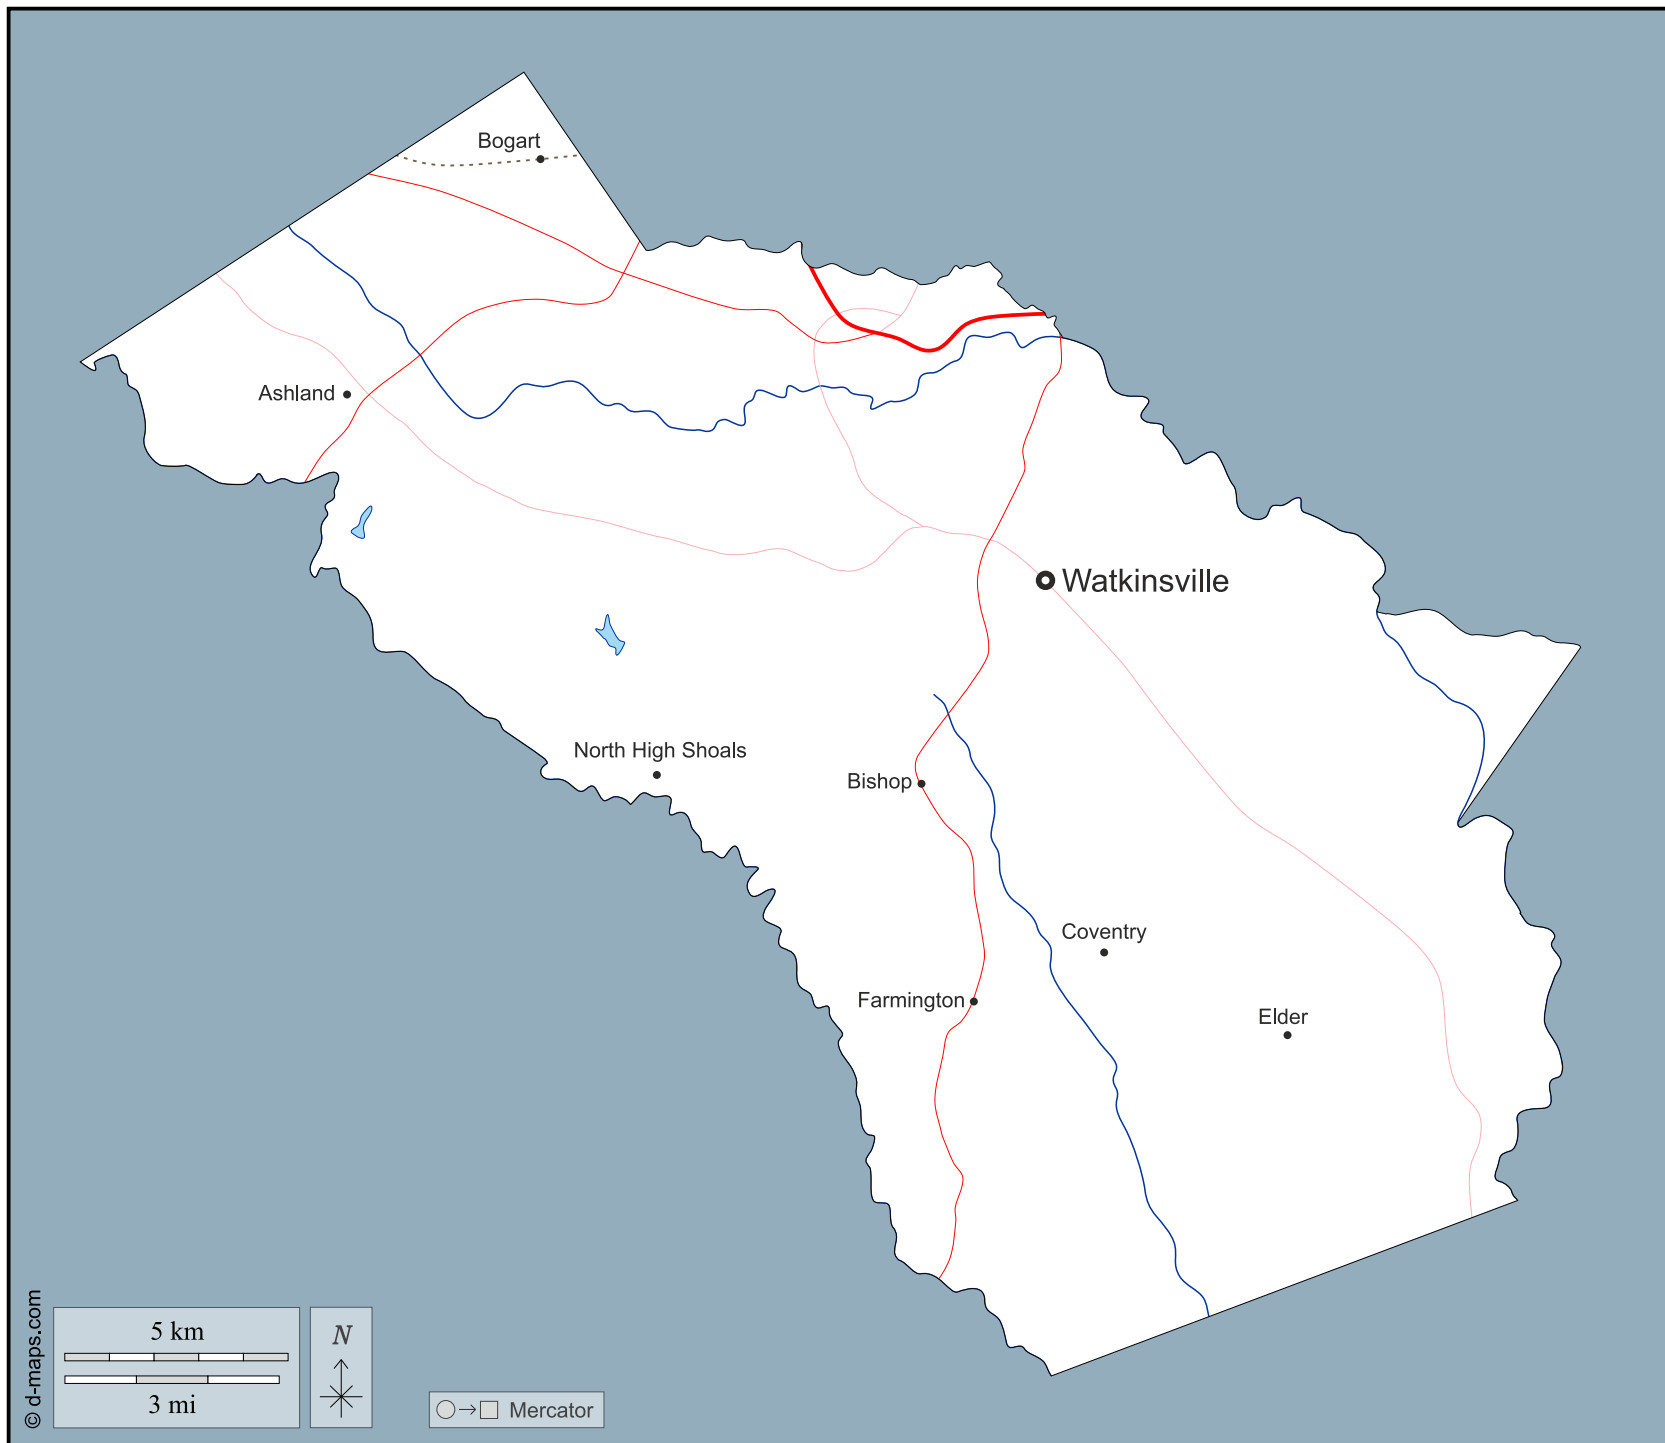 Bogart
Ashland
Watkinsville
North High Shoals
Bishop
Coventry
Farmington
Elder
© d-maps.com
5 km
3 mi
N
Mercator